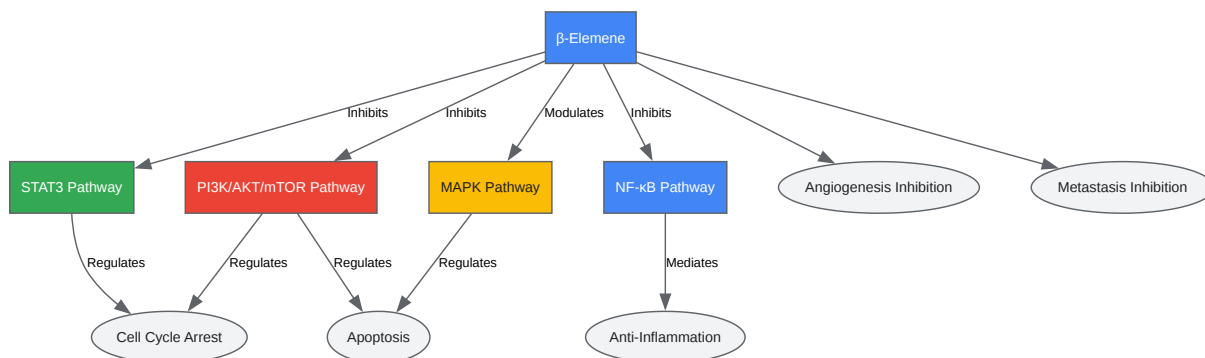 β-Elemene
Inhibits
Inhibits
Modulates
Inhibits
STAT3 Pathway
PI3K/AKT/mTOR Pathway
MAPK Pathway
NF-κB Pathway
Angiogenesis Inhibition
Metastasis Inhibition
Regulates
Regulates
Regulates
Regulates
Mediates
Cell Cycle Arrest
Apoptosis
Anti-Inflammation